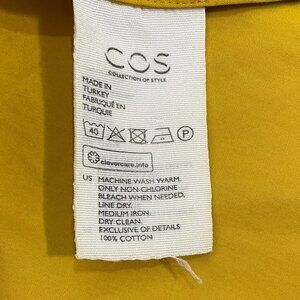 COS
COLLECTION OF STYLE
MADE IN
TURKEY
FABRIQUÉ EN
TURQUIE
40
P
clevercare.info
US MACHINE WASH WARM.
ONLY NON-CHLORINE
BLEACH WHEN NEEDED.
LINE DRY.
MEDIUM IRON.
DRY CLEAN.
EXCLUSIVE OF DETAILS
100% COTTON